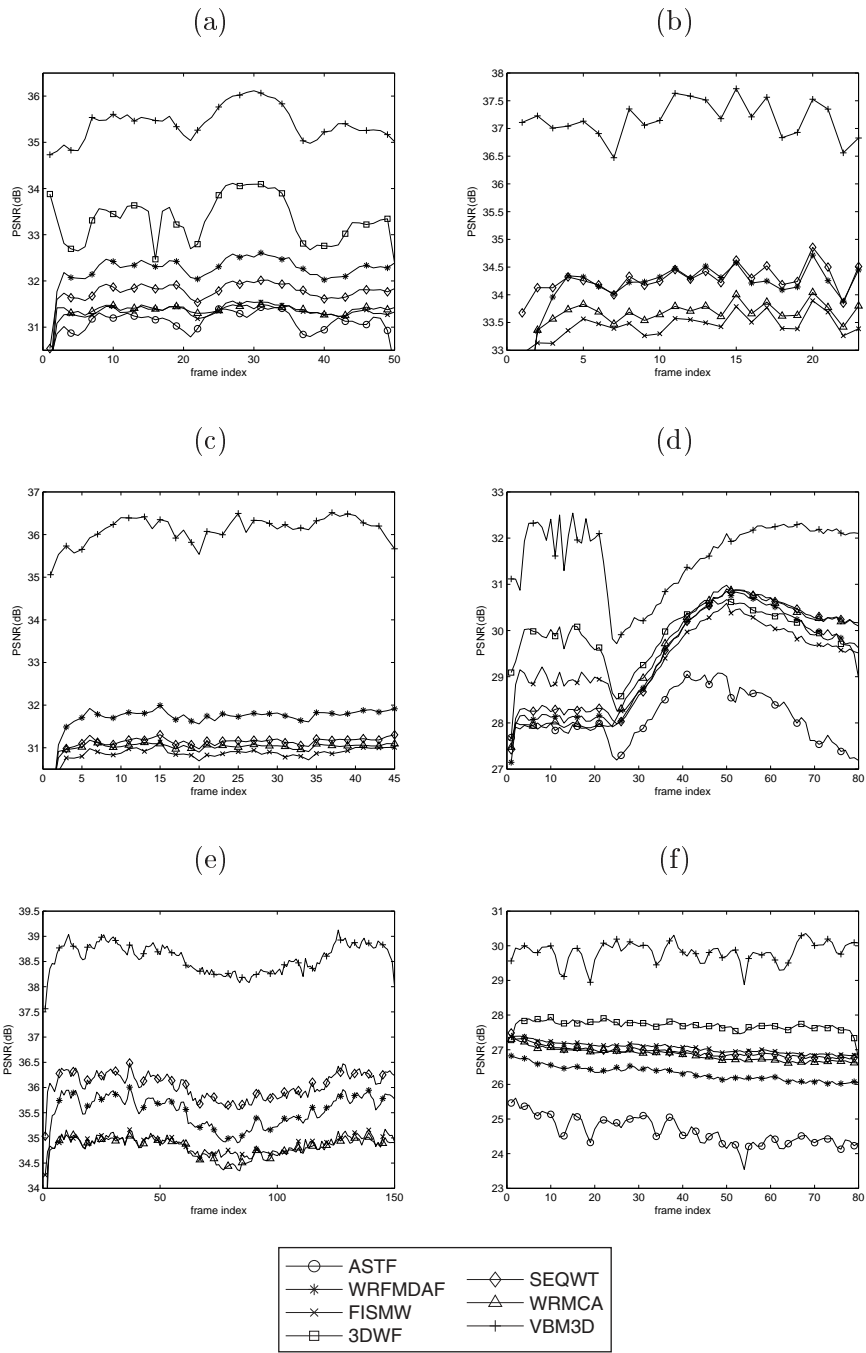 (a)
(b)
PSNR(dB)
36
35
34
33
32
31
0 10 20 30 40 50
frame index
PSNR(dB)
38
37.5
37
36.5
36
35.5
35
34.5
34
33.5
33
0 5 10 15 20
frame index
(c)
(d)
PSNR(dB)
37
36
35
34
33
32
31
0 5 10 15 20 25 30 35 40 45
frame index
PSNR(dB)
33
32
31
30
29
28
27
0 10 20 30 40 50 60 70 80
frame index
(e)
(f)
PSNR(dB)
39.5
39
38.5
38
37.5
37
36.5
36
35.5
35
34.5
34
0 50 100 150
frame index
PSNR(dB)
31
30
29
28
27
26
25
24
23
0 10 20 30 40 50 60 70 80
frame index
ASTF
WRFMDAF
FISMW
3DWF
SEQWT
WRMCA
VBM3D